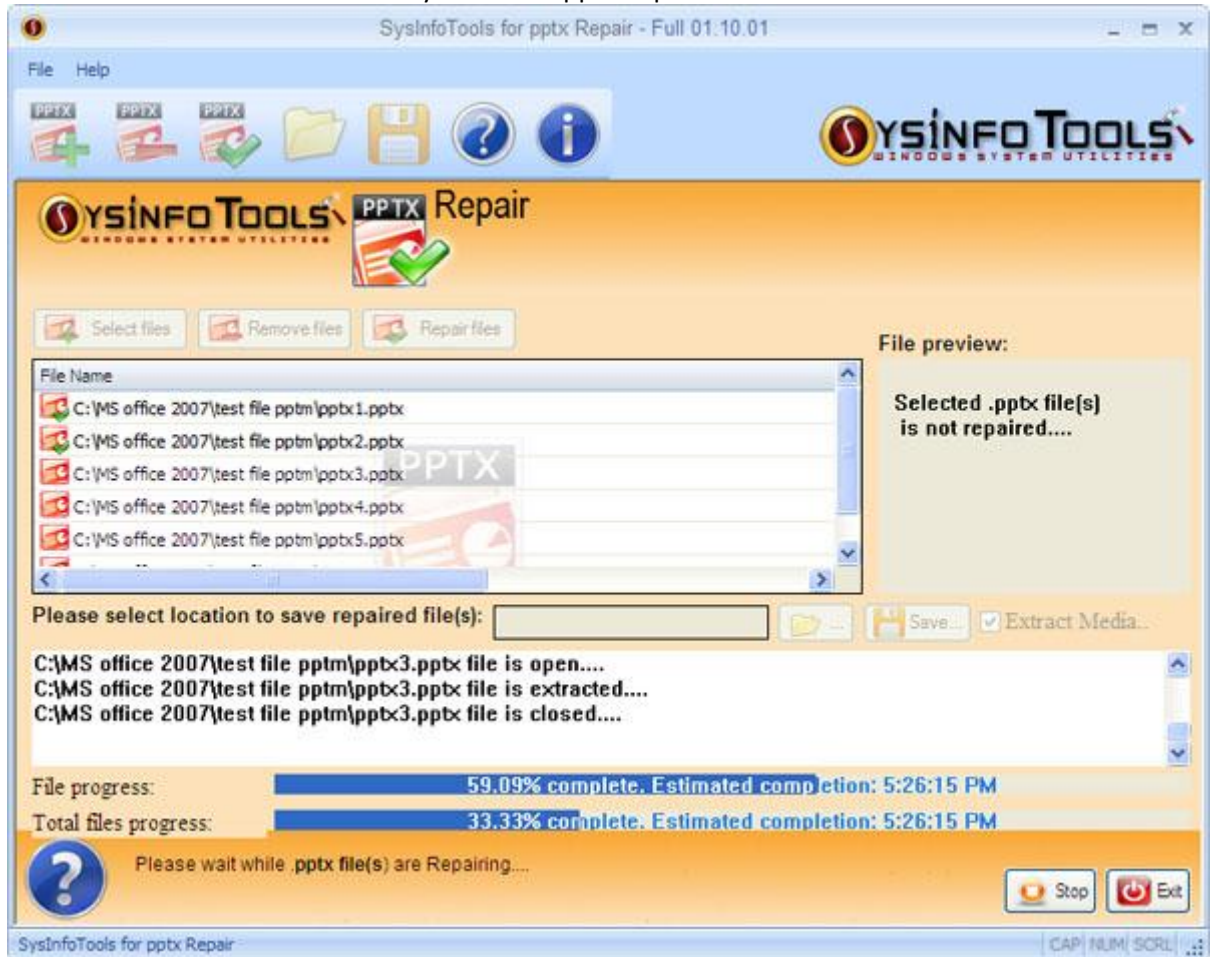 SysInfoTools for pptx Repair - Full 01.10.01
File Help
PPTX PPTX PPTX
SYSINFO TOOLS
WINDOWS SYSTEM UTILITIES
SYSINFO TOOLS PPTX Repair
WINDOWS SYSTEM UTILITIES
Select files Remove files Repair files
File preview:
File Name
C:\MS office 2007\test file pptm\pptx1.pptx
C:\MS office 2007\test file pptm\pptx2.pptx
C:\MS office 2007\test file pptm\pptx3.pptx
C:\MS office 2007\test file pptm\pptx4.pptx
C:\MS office 2007\test file pptm\pptx5.pptx
PPTX
Selected .pptx file(s)
is not repaired....
Please select location to save repaired file(s): ... Save... Extract Media..
C:\MS office 2007\test file pptm\pptx3.pptx file is open....
C:\MS office 2007\test file pptm\pptx3.pptx file is extracted....
C:\MS office 2007\test file pptm\pptx3.pptx file is closed....
File progress: 59.09% complete. Estimated completion: 5:26:15 PM
Total files progress: 33.33% complete. Estimated completion: 5:26:15 PM
Please wait while .pptx file(s) are Repairing....
Stop Exit
SysInfoTools for pptx Repair CAP NUM SCRL